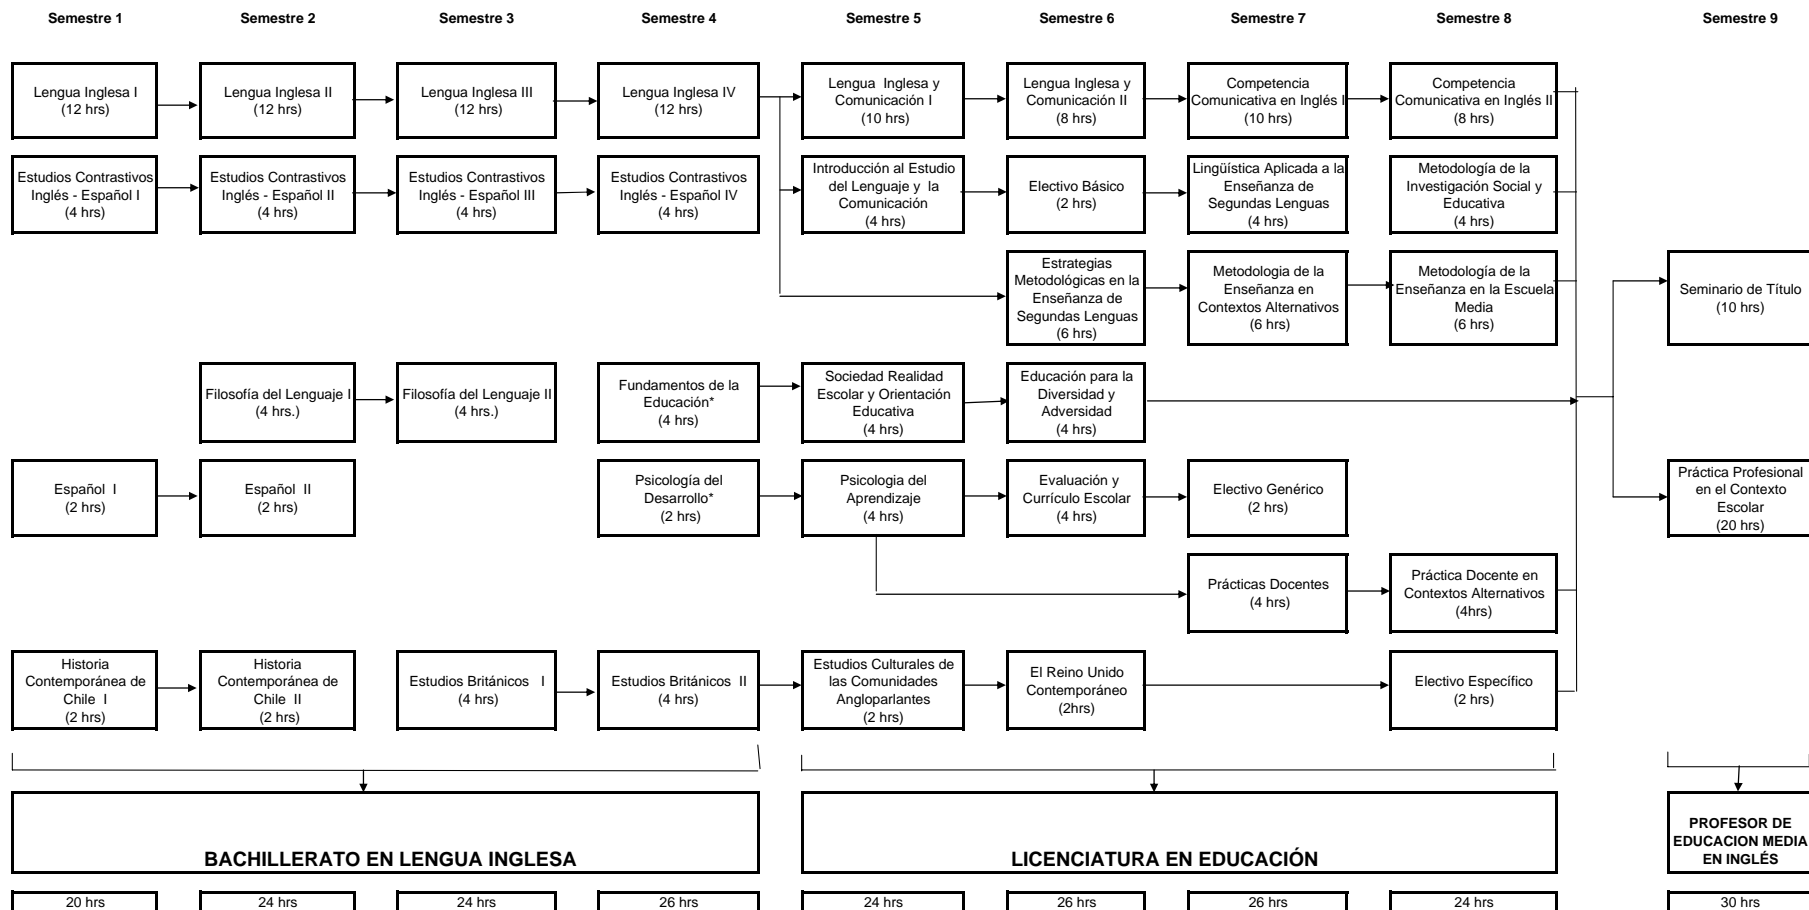 Semestre 1 Semestre 2 Semestre 3 Semestre 4 Semestre 5 Semestre 6 Semestre 7 Semestre 8 Semestre 9
Lengua Inglesa I
(12 hrs)
Lengua Inglesa II
(12 hrs)
Lengua Inglesa III
(12 hrs)
Lengua Inglesa IV
(12 hrs)
Lengua Inglesa y
Comunicación I
(10 hrs)
Lengua Inglesa y
Comunicación II
(8 hrs)
Competencia
Comunicativa en Inglés I
(10 hrs)
Competencia
Comunicativa en Inglés II
(8 hrs)
Estudios Contrastivos
Inglés - Español I
(4 hrs)
Estudios Contrastivos
Inglés - Español II
(4 hrs)
Estudios Contrastivos
Inglés - Español III
(4 hrs)
Estudios Contrastivos
Inglés - Español IV
(4 hrs)
Introducción al Estudio
del Lenguaje y la
Comunicación
(4 hrs)
Electivo Básico
(2 hrs)
Lingüística Aplicada a la
Enseñanza de
Segundas Lenguas
(4 hrs)
Metodología de la
Investigación Social y
Educativa
(4 hrs)
Estrategias
Metodológicas en la
Enseñanza de
Segundas Lenguas
(6 hrs)
Metodologia de la
Enseñanza en
Contextos Alternativos
(6 hrs)
Metodología de la
Enseñanza en la Escuela
Media
(6 hrs)
Seminario de Título
(10 hrs)
Filosofía del Lenguaje I
(4 hrs.)
Filosofía del Lenguaje II
(4 hrs.)
Fundamentos de la
Educación*
(4 hrs)
Sociedad Realidad
Escolar y Orientación
Educativa
(4 hrs)
Educación para la
Diversidad y
Adversidad
(4 hrs)
Español I
(2 hrs)
Español II
(2 hrs)
Psicología del
Desarrollo*
(2 hrs)
Psicologia del
Aprendizaje
(4 hrs)
Evaluación y
Currículo Escolar
(4 hrs)
Electivo Genérico
(2 hrs)
Práctica Profesional
en el Contexto
Escolar
(20 hrs)
Prácticas Docentes
(4 hrs)
Práctica Docente en
Contextos Alternativos
(4hrs)
Historia
Contemporánea de
Chile I
(2 hrs)
Historia
Contemporánea de
Chile II
(2 hrs)
Estudios Británicos I
(4 hrs)
Estudios Británicos II
(4 hrs)
Estudios Culturales de
las Comunidades
Angloparlantes
(2 hrs)
El Reino Unido
Contemporáneo
(2hrs)
Electivo Específico
(2 hrs)
BACHILLERATO EN LENGUA INGLESA
LICENCIATURA EN EDUCACIÓN
PROFESOR DE
EDUCACION MEDIA
EN INGLÉS
20 hrs 24 hrs 24 hrs 26 hrs 24 hrs 26 hrs 26 hrs 24 hrs 30 hrs